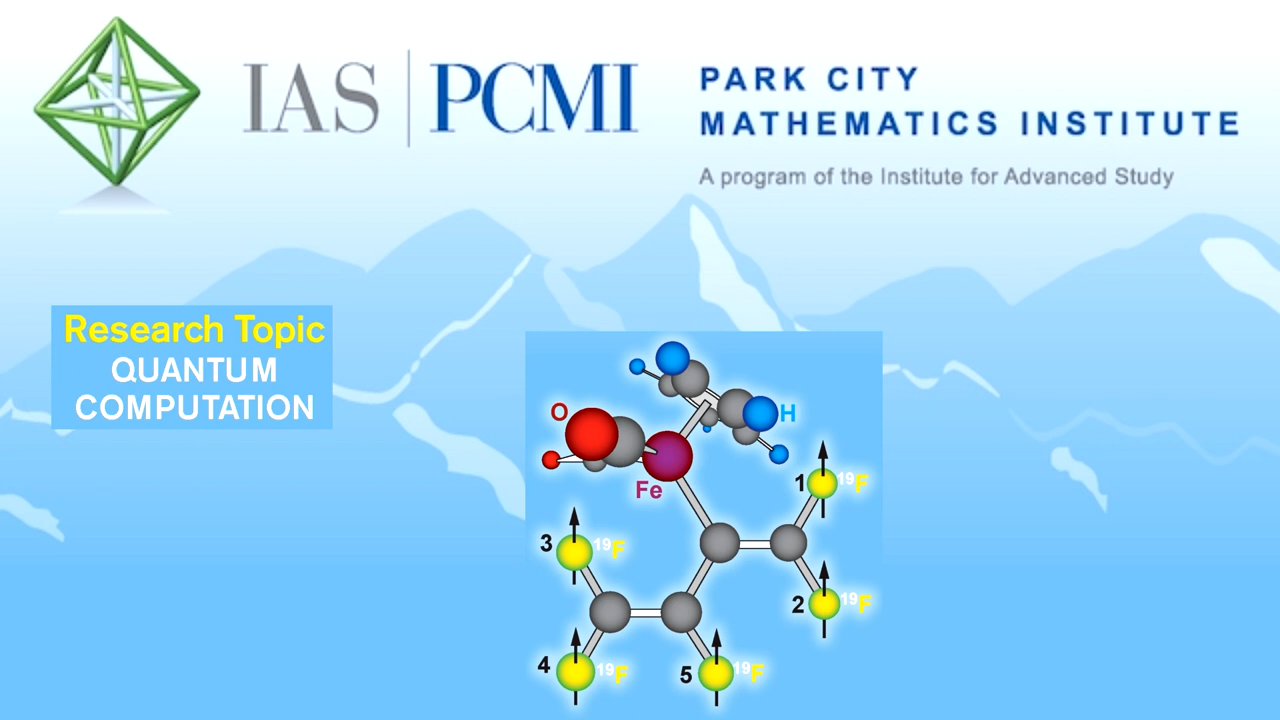 IAS | PCMI
PARK CITY
MATHEMATICS INSTITUTE
A program of the Institute for Advanced Study
Research Topic
QUANTUM
COMPUTATION
O
H
Fe
1 ¹⁹F
3 ¹⁹F
2 ¹⁹F
4 ¹⁹F
5 ¹⁹F